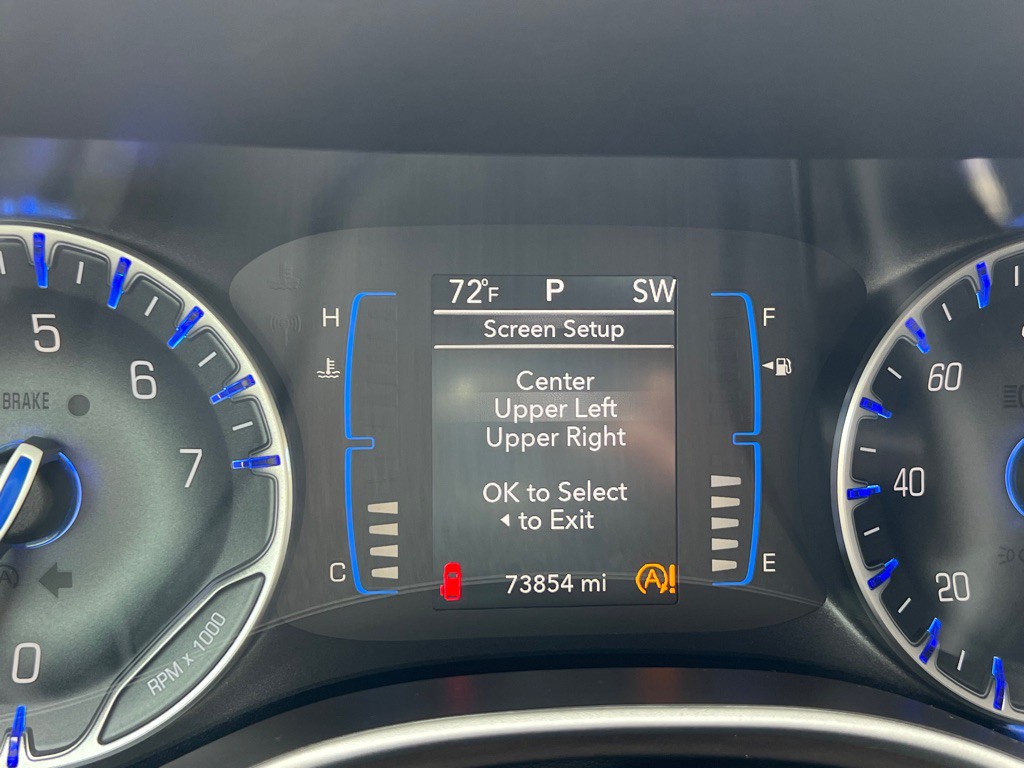 72°F P SW
Screen Setup
Center
Upper Left
Upper Right
OK to Select
◂ to Exit
73854 mi
A!
H
C
F
E
5
6
7
0
BRAKE
RPM x 1000
60
40
20